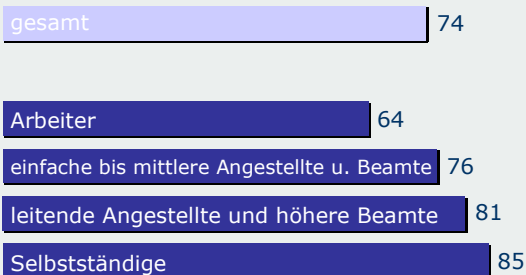 gesamt 74
Arbeiter 64
einfache bis mittlere Angestellte u. Beamte 76
leitende Angestellte und höhere Beamte 81
Selbstständige 85